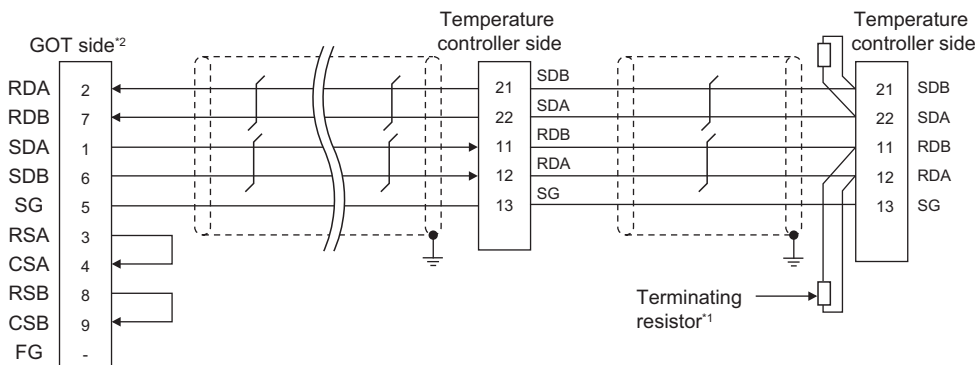 Temperature
controller side
Temperature
controller side
GOT side*2
RDA 2
RDB 7
SDA 1
SDB 6
SG 5
RSA 3
CSA 4
RSB 8
CSB 9
FG -
21 SDB
22 SDA
11 RDB
12 RDA
13 SG
21 SDB
22 SDA
11 RDB
12 RDA
13 SG
Terminating
resistor*1